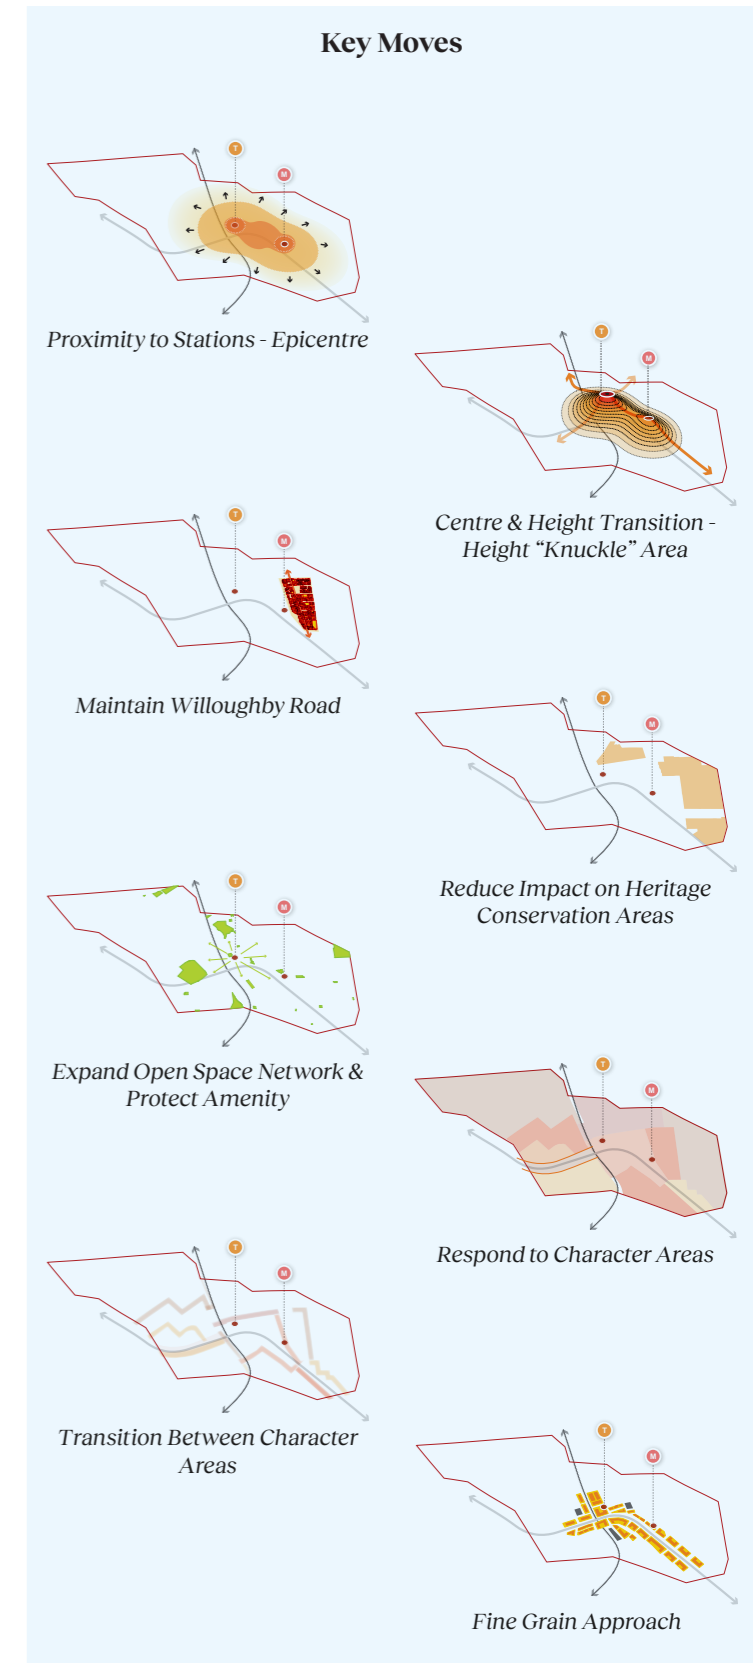 Key Moves
T
M
Proximity to Stations - Epicentre
T
M
Centre & Height Transition -
Height “Knuckle” Area
T
M
Maintain Willoughby Road
T
M
Reduce Impact on Heritage
Conservation Areas
T
M
Expand Open Space Network &
Protect Amenity
T
M
Respond to Character Areas
T
M
Transition Between Character
Areas
T
M
Fine Grain Approach